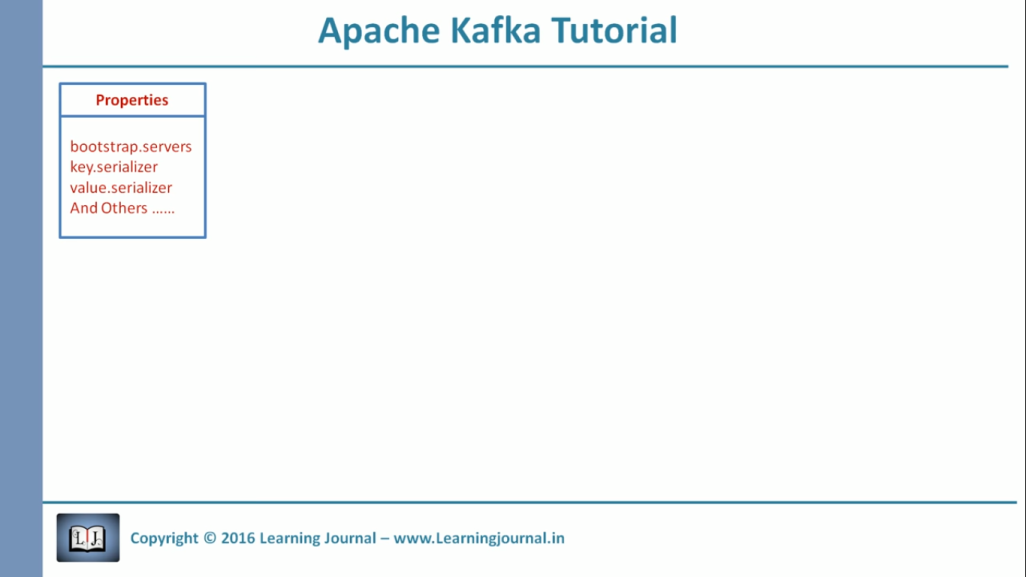 Apache Kafka Tutorial
Properties
bootstrap.servers
key.serializer
value.serializer
And Others ......
LJ
Copyright © 2016 Learning Journal – www.Learningjournal.in